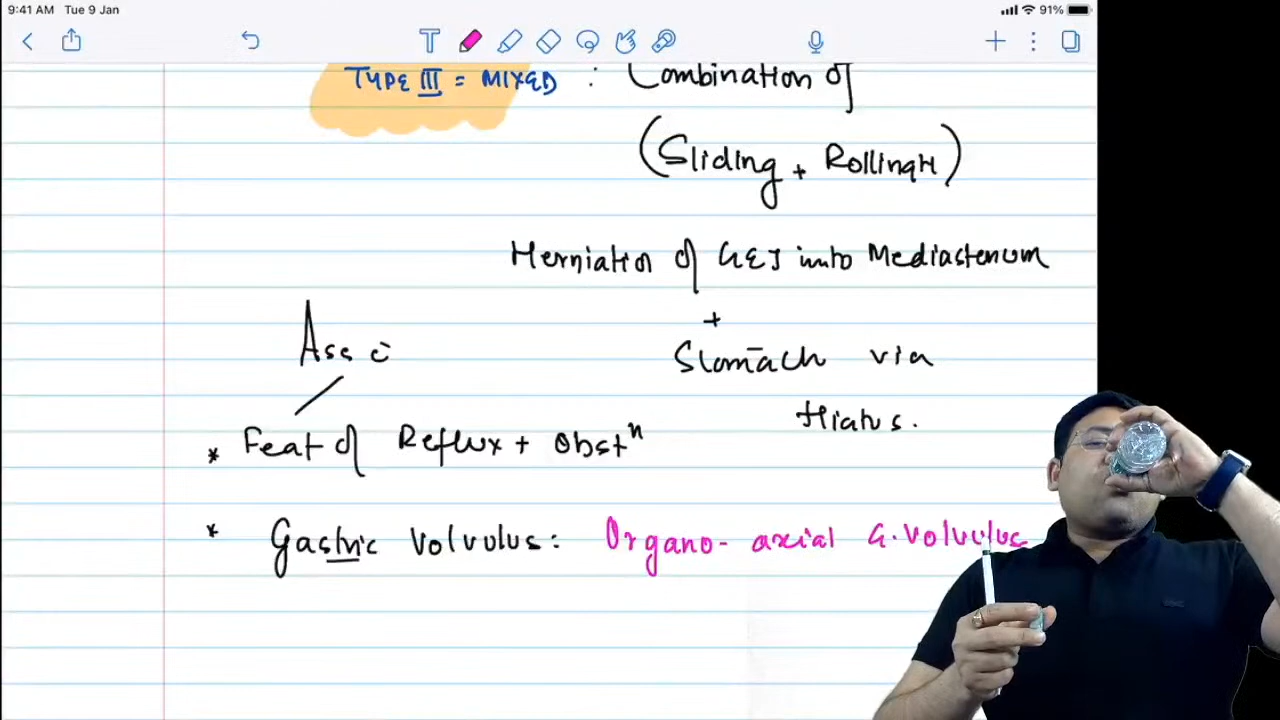 9:41 AM Tue 9 Jan
91%
TYPE III = MIXED : Combination of
(Sliding + Rolling H)
Herniation of GEJ into Mediastenum
+
Stomach via
Hiatus.
Ass c̄
* Feat of Reflux + Obstⁿ
* Gastric Volvulus: Organo-axial G. Volvulus